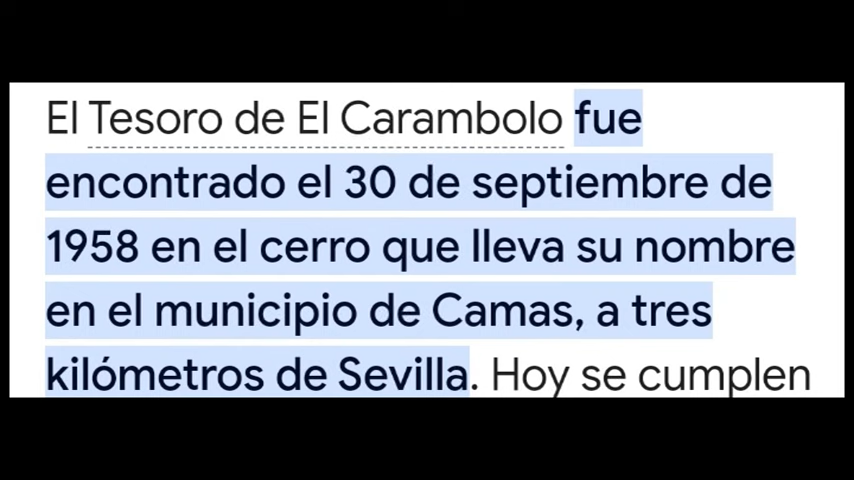 El Tesoro de El Carambolo fue
encontrado el 30 de septiembre de
1958 en el cerro que lleva su nombre
en el municipio de Camas, a tres
kilómetros de Sevilla. Hoy se cumplen